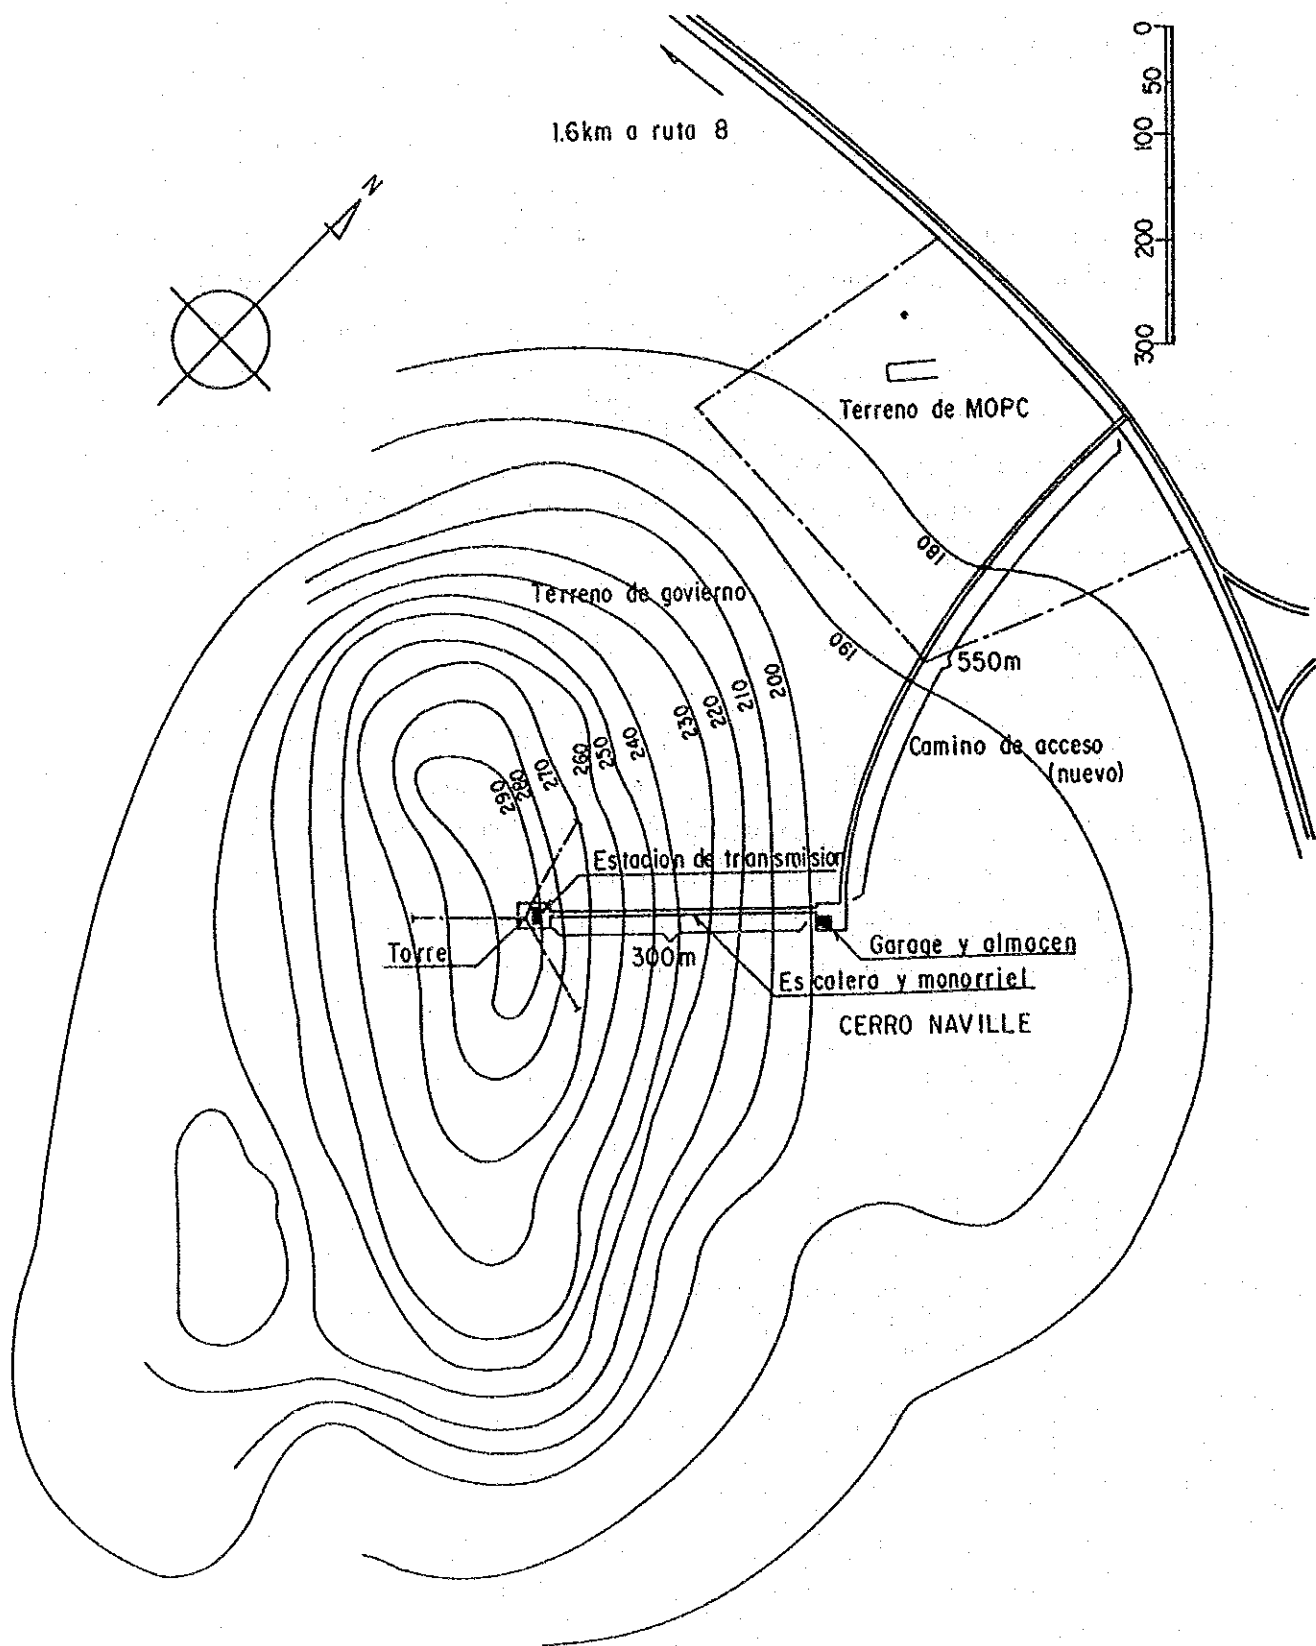 0
50
100
200
300
1.6km a ruta 8
N
Terreno de MOPC
180
Terreno de govierno
190
550m
200
210
220
230
240
250
260
270
280
290
Camino de acceso
(nuevo)
Estacion de transmision
Torre
300m
Garage y almacen
Escalera y monorriel
CERRO NAVILLE